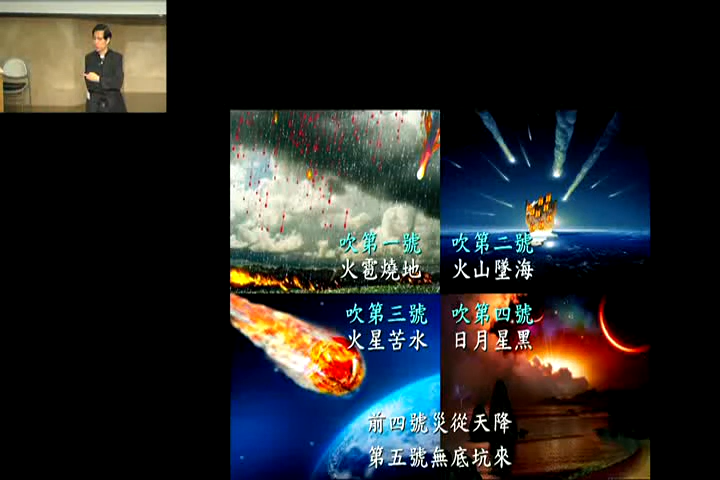 吹第一號
火雹燒地
吹第二號
火山墜海
吹第三號
火星苦水
吹第四號
日月星黑
前四號災從天降
第五號無底坑來